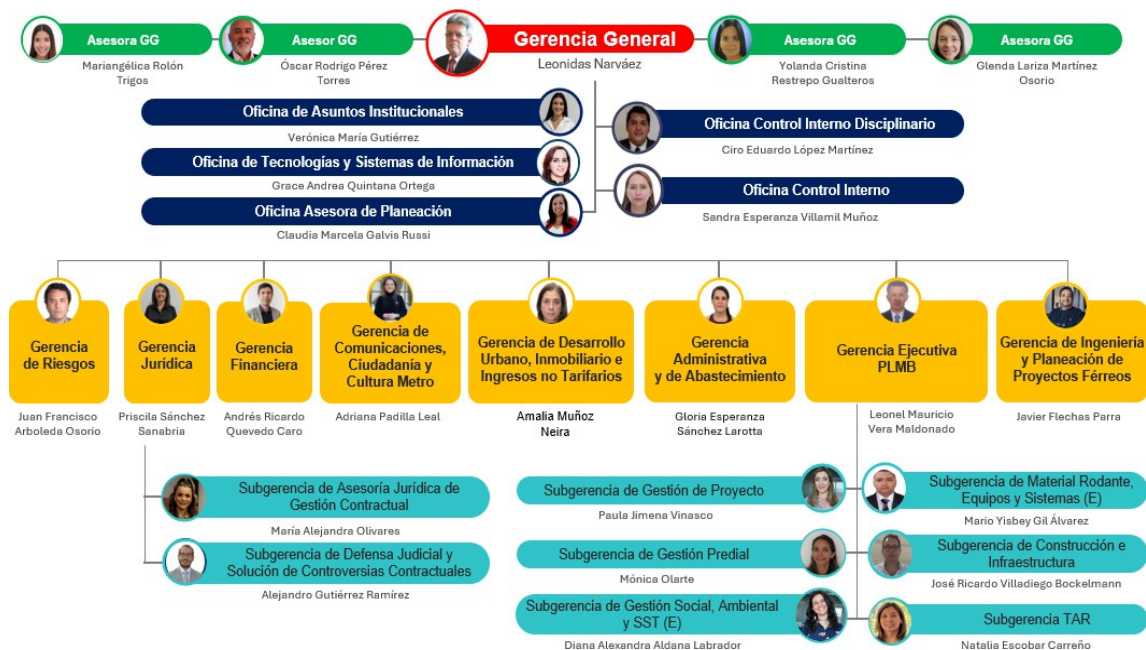 Asesora GG
Mariangélica Rolón
Trigos
Asesor GG
Óscar Rodrigo Pérez
Torres
Gerencia General
Leonidas Narváez
Asesora GG
Yolanda Cristina
Restrepo Gualteros
Asesora GG
Glenda Lariza Martínez
Osorio
Oficina de Asuntos Institucionales
Verónica María Gutiérrez
Oficina de Tecnologías y Sistemas de Información
Grace Andrea Quintana Ortega
Oficina Asesora de Planeación
Claudia Marcela Galvis Russi
Oficina Control Interno Disciplinario
Ciro Eduardo López Martínez
Oficina Control Interno
Sandra Esperanza Villamil Muñoz
Gerencia
de Riesgos
Juan Francisco
Arboleda Osorio
Gerencia
Jurídica
Priscila Sánchez
Sanabria
Gerencia
Financiera
Andrés Ricardo
Quevedo Caro
Gerencia de
Comunicaciones,
Ciudadanía y
Cultura Metro
Adriana Padilla Leal
Gerencia de Desarrollo
Urbano, Inmobiliario e
Ingresos no Tarifarios
Amalia Muñoz
Neira
Gerencia
Administrativa
y de Abastecimiento
Gloria Esperanza
Sánchez Larotta
Gerencia Ejecutiva
PLMB
Leonel Mauricio
Vera Maldonado
Gerencia de Ingeniería
y Planeación de
Proyectos Férreos
Javier Flechas Parra
Subgerencia de Asesoría Jurídica de
Gestión Contractual
María Alejandra Olivares
Subgerencia de Defensa Judicial y
Solución de Controversias Contractuales
Alejandro Gutiérrez Ramírez
Subgerencia de Gestión de Proyecto
Paula Jimena Vinasco
Subgerencia de Gestión Predial
Mónica Olarte
Subgerencia de Gestión Social, Ambiental
y SST (E)
Diana Alexandra Aldana Labrador
Subgerencia de Material Rodante,
Equipos y Sistemas (E)
Mario Yisbey Gil Álvarez
Subgerencia de Construcción e
Infraestructura
José Ricardo Villadiego Bockelmann
Subgerencia TAR
Natalia Escobar Carreño